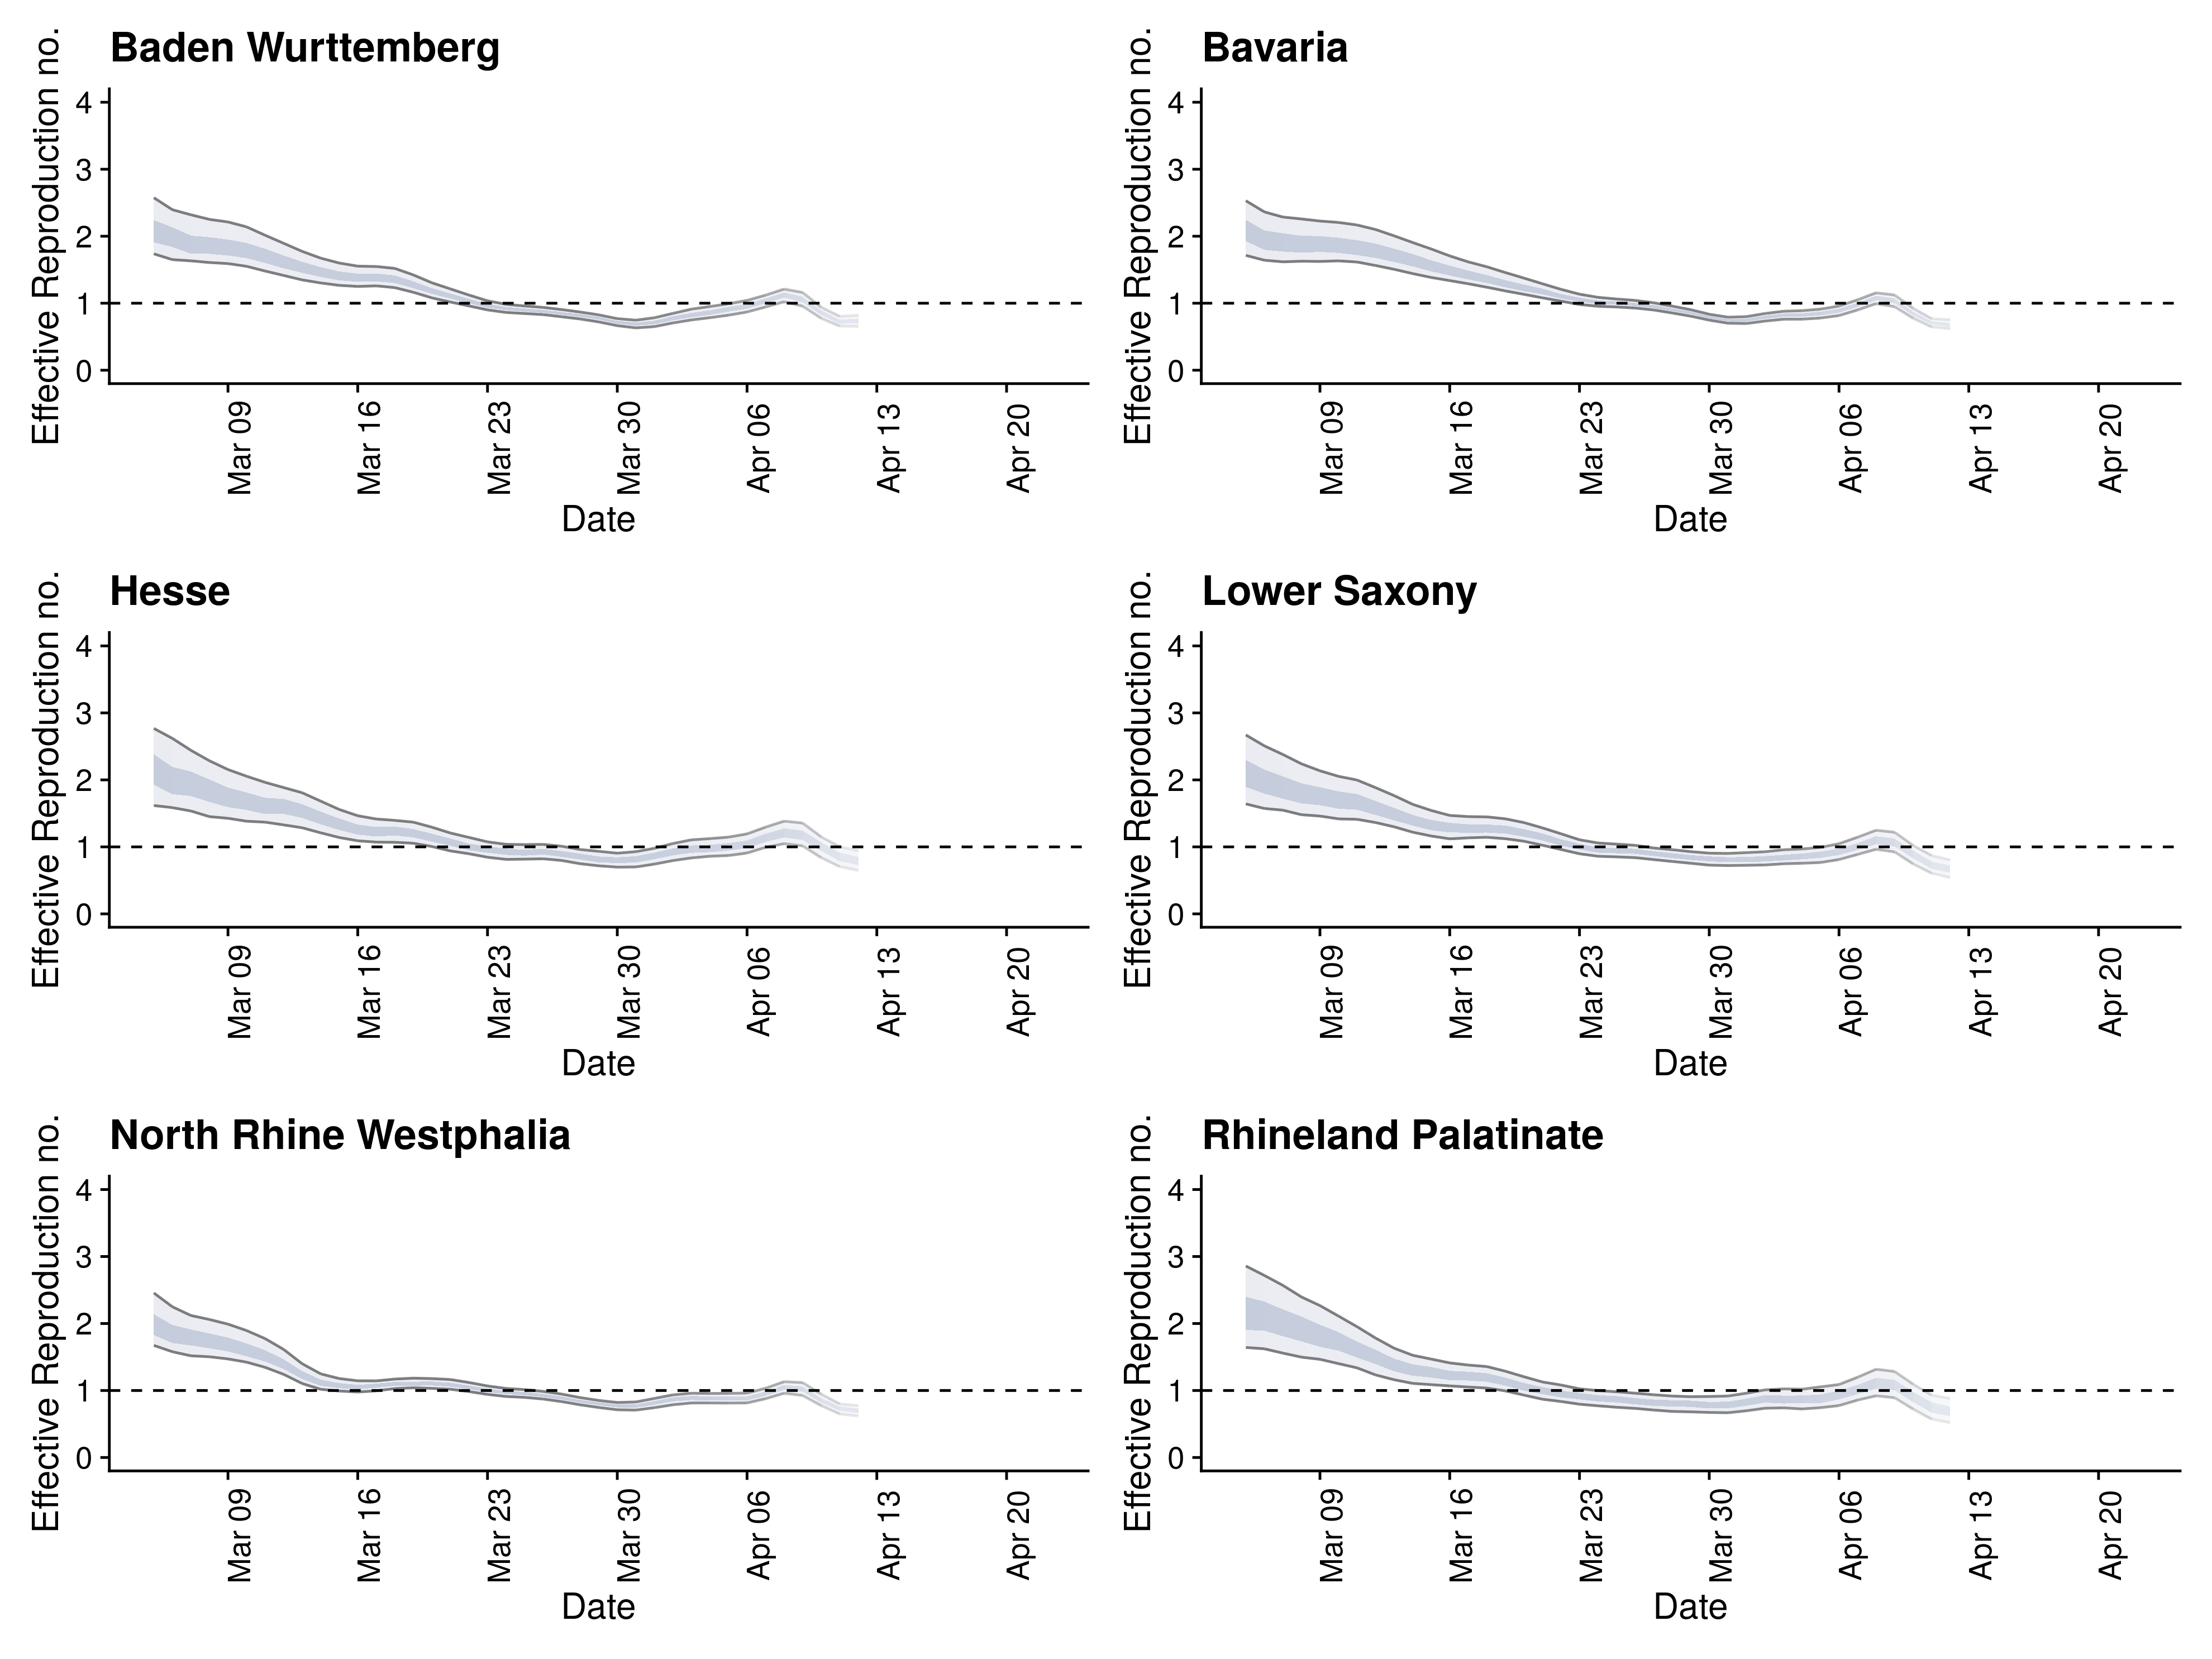 Baden Wurttemberg
Effective Reproduction no.
4
3
2
1
0
Mar 09
Mar 16
Mar 23
Mar 30
Apr 06
Apr 13
Apr 20
Date
Bavaria
Effective Reproduction no.
4
3
2
1
0
Mar 09
Mar 16
Mar 23
Mar 30
Apr 06
Apr 13
Apr 20
Date
Hesse
Effective Reproduction no.
4
3
2
1
0
Mar 09
Mar 16
Mar 23
Mar 30
Apr 06
Apr 13
Apr 20
Date
Lower Saxony
Effective Reproduction no.
4
3
2
1
0
Mar 09
Mar 16
Mar 23
Mar 30
Apr 06
Apr 13
Apr 20
Date
North Rhine Westphalia
Effective Reproduction no.
4
3
2
1
0
Mar 09
Mar 16
Mar 23
Mar 30
Apr 06
Apr 13
Apr 20
Date
Rhineland Palatinate
Effective Reproduction no.
4
3
2
1
0
Mar 09
Mar 16
Mar 23
Mar 30
Apr 06
Apr 13
Apr 20
Date